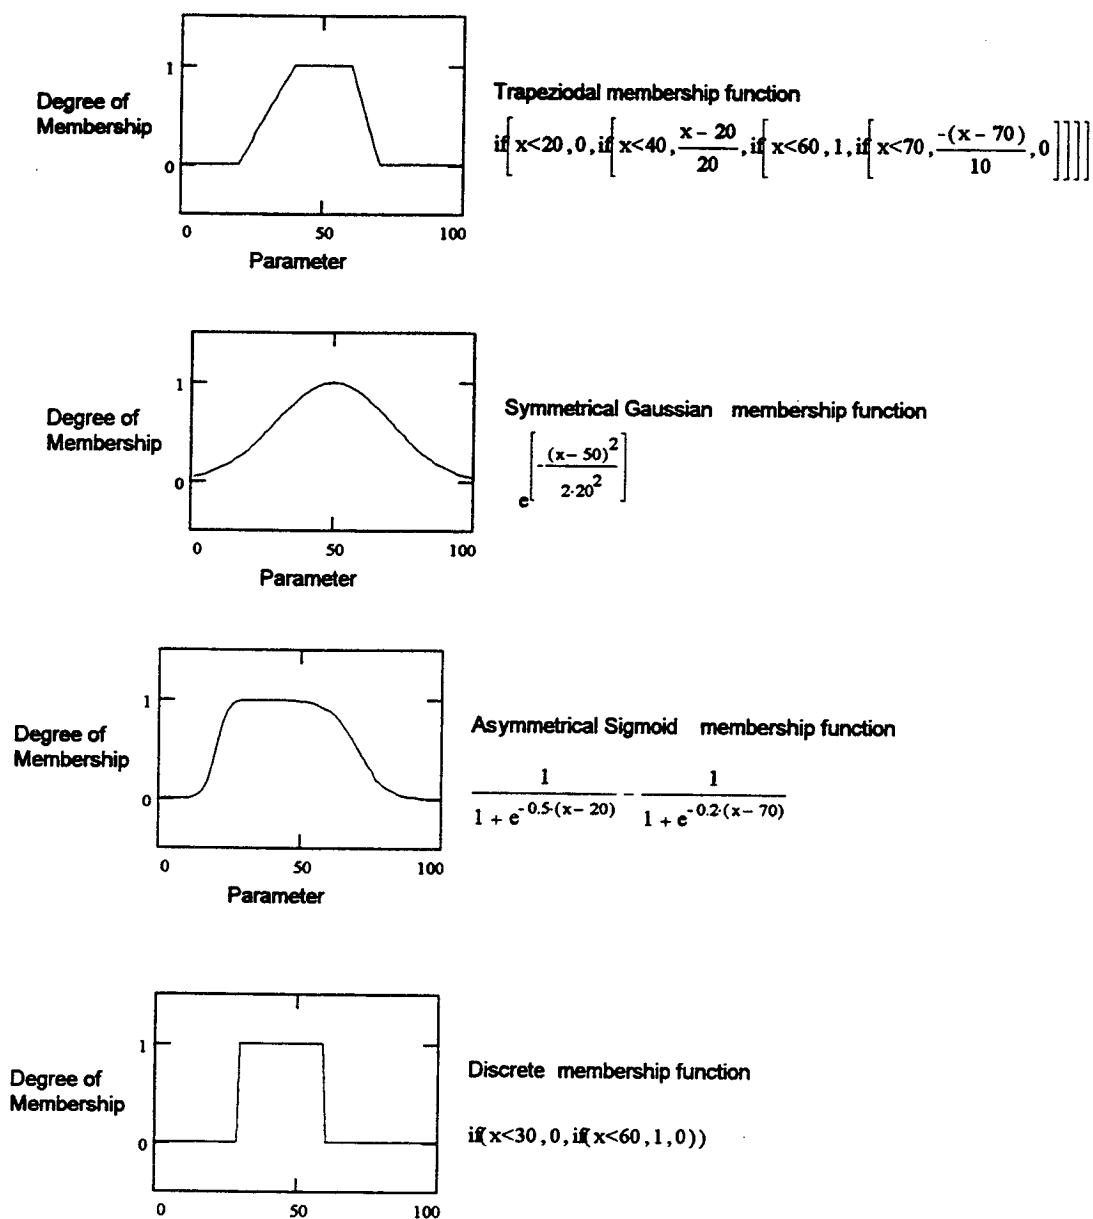 Degree of
Membership
1
0
0 50 100
Parameter
Trapeziodal membership function
if[x<20,0,if[x<40,(x-20)/20,if[x<60,1,if[x<70,-(x-70)/10,0]]]]
Degree of
Membership
1
0
0 50 100
Parameter
Symmetrical Gaussian membership function
e^[-(x-50)^2/(2·20^2)]
Degree of
Membership
1
0
0 50 100
Parameter
Asymmetrical Sigmoid membership function
1/(1+e^-0.5·(x-20)) - 1/(1+e^-0.2·(x-70))
Degree of
Membership
1
0
0 50 100
Discrete membership function
if(x<30,0,if(x<60,1,0))